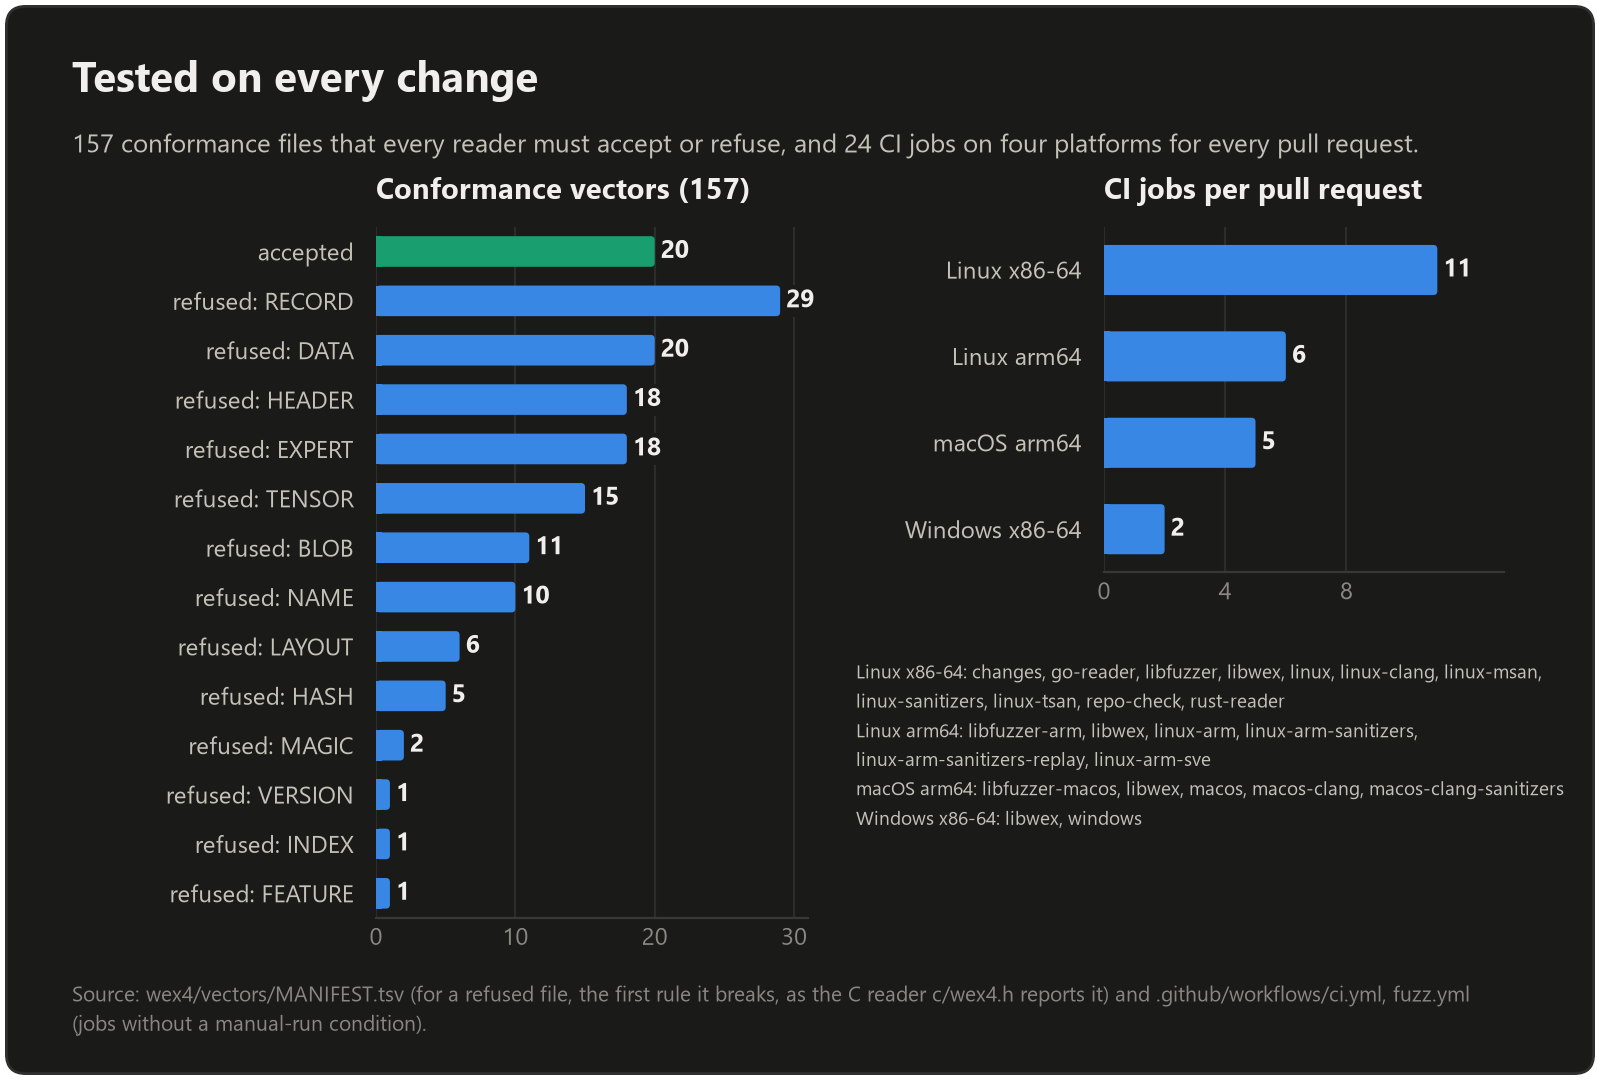 Tested on every change
157 conformance files that every reader must accept or refuse, and 24 CI jobs on four platforms for every pull request.
Conformance vectors (157)
accepted 20
refused: RECORD 29
refused: DATA 20
refused: HEADER 18
refused: EXPERT 18
refused: TENSOR 15
refused: BLOB 11
refused: NAME 10
refused: LAYOUT 6
refused: HASH 5
refused: MAGIC 2
refused: VERSION 1
refused: INDEX 1
refused: FEATURE 1
0 10 20 30
CI jobs per pull request
Linux x86-64 11
Linux arm64 6
macOS arm64 5
Windows x86-64 2
0 4 8
Linux x86-64: changes, go-reader, libfuzzer, libwex, linux, linux-clang, linux-msan,
linux-sanitizers, linux-tsan, repo-check, rust-reader
Linux arm64: libfuzzer-arm, libwex, linux-arm, linux-arm-sanitizers,
linux-arm-sanitizers-replay, linux-arm-sve
macOS arm64: libfuzzer-macos, libwex, macos, macos-clang, macos-clang-sanitizers
Windows x86-64: libwex, windows
Source: wex4/vectors/MANIFEST.tsv (for a refused file, the first rule it breaks, as the C reader c/wex4.h reports it) and .github/workflows/ci.yml, fuzz.yml
(jobs without a manual-run condition).